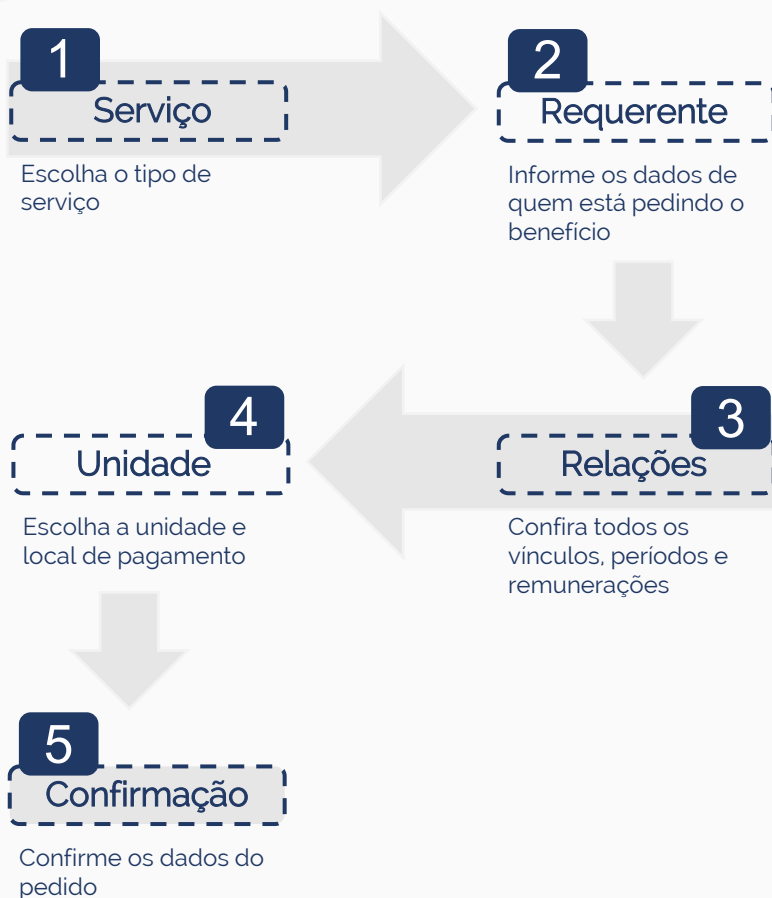 1
Serviço
Escolha o tipo de
serviço
2
Requerente
Informe os dados de
quem está pedindo o
benefício
3
Relações
Confira todos os
vínculos, períodos e
remunerações
4
Unidade
Escolha a unidade e
local de pagamento
5
Confirmação
Confirme os dados do
pedido